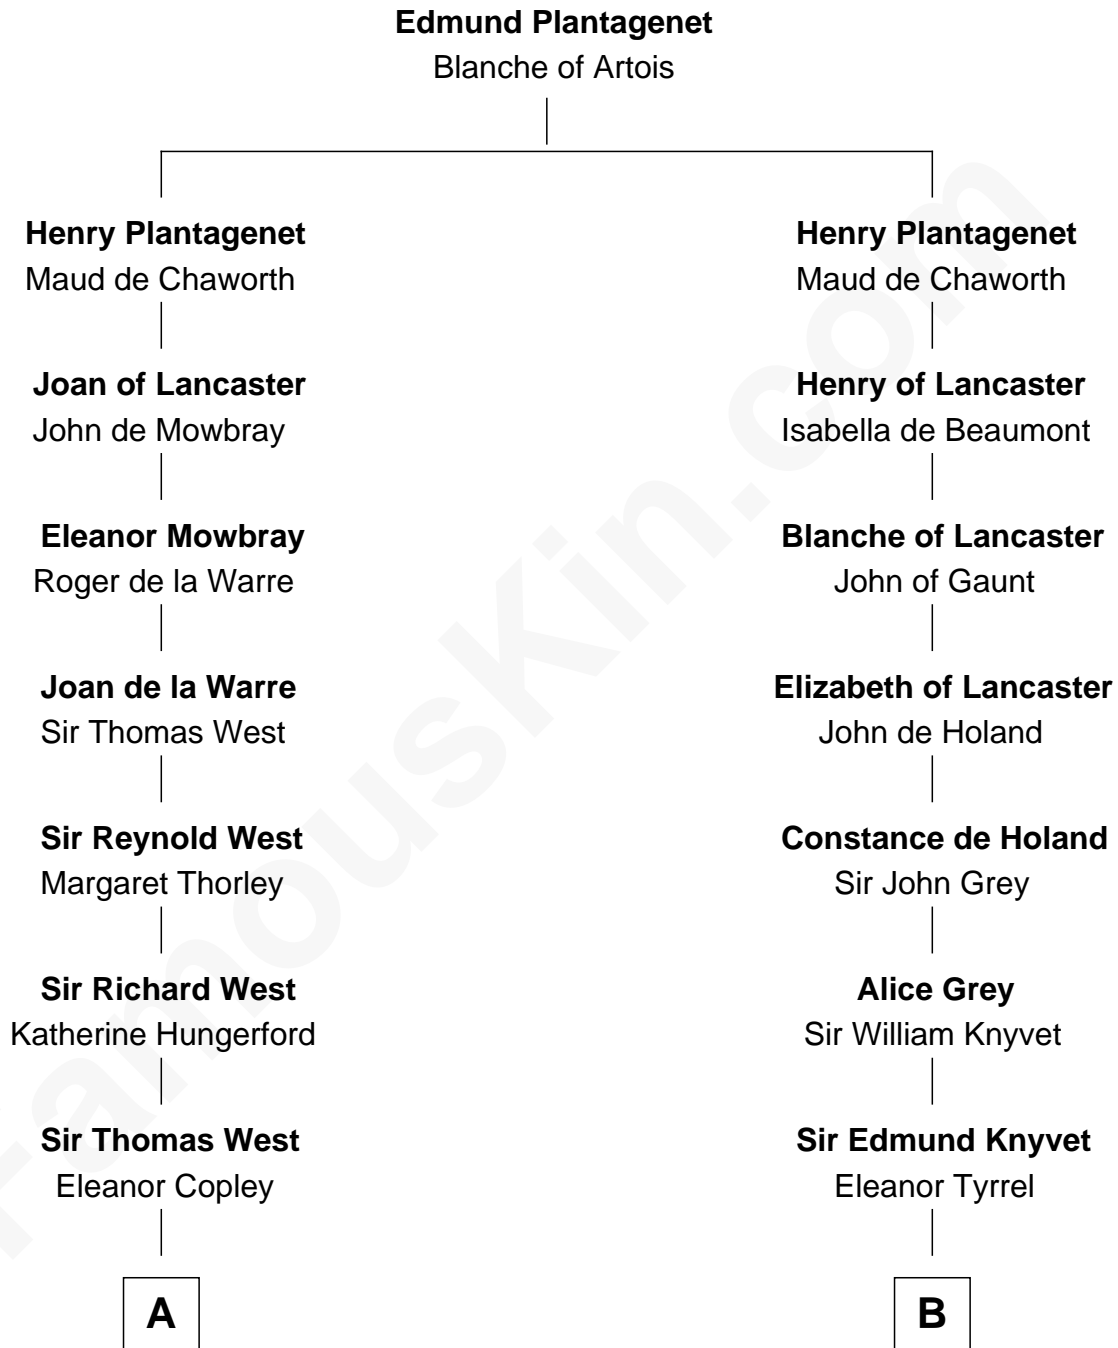 Edmund Plantagenet
Blanche of Artois
Henry Plantagenet
Maud de Chaworth
Henry Plantagenet
Maud de Chaworth
Joan of Lancaster
John de Mowbray
Henry of Lancaster
Isabella de Beaumont
Eleanor Mowbray
Roger de la Warre
Blanche of Lancaster
John of Gaunt
Joan de la Warre
Sir Thomas West
Elizabeth of Lancaster
John de Holand
Sir Reynold West
Margaret Thorley
Constance de Holand
Sir John Grey
Sir Richard West
Katherine Hungerford
Alice Grey
Sir William Knyvet
Sir Thomas West
Eleanor Copley
Sir Edmund Knyvet
Eleanor Tyrrel
A
B
FamousKin.com